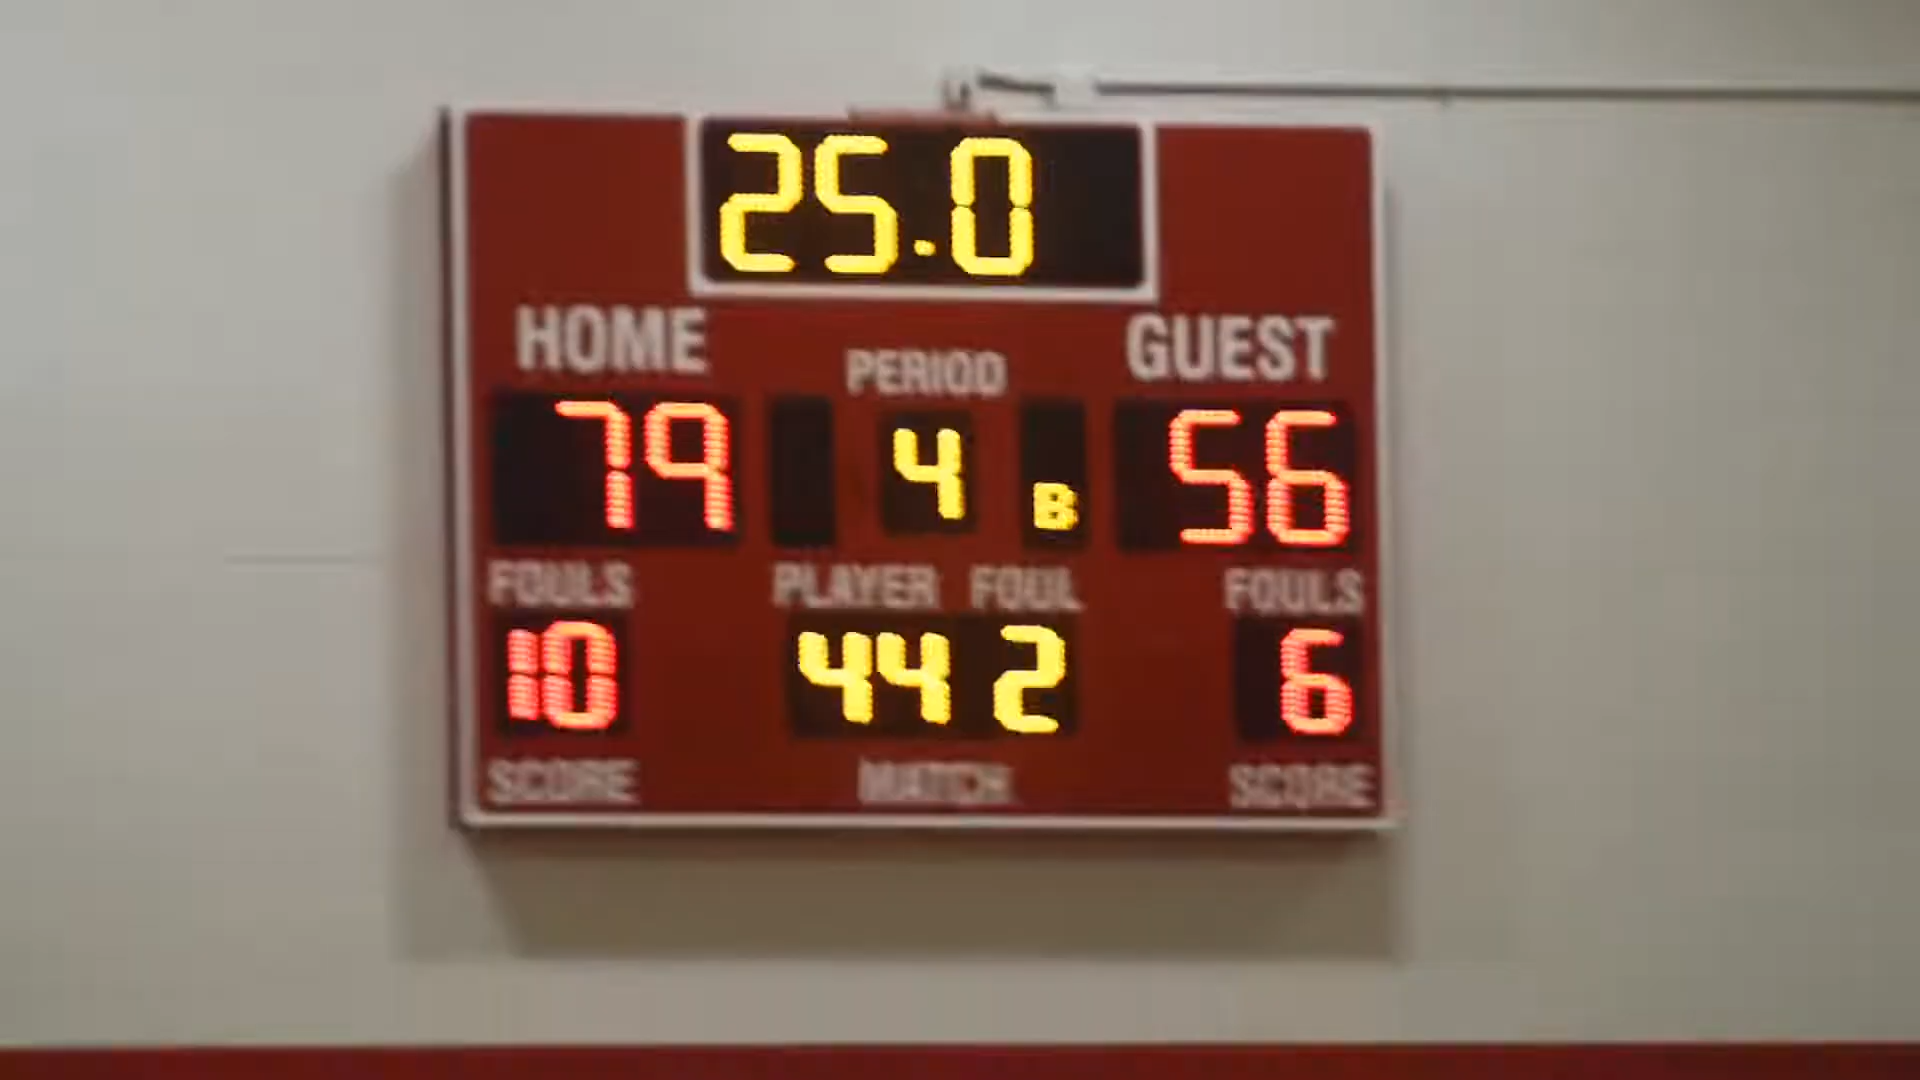 25.0
HOME PERIOD GUEST
79 4 B 56
FOULS PLAYER FOUL FOULS
10 44 2 6
SCORE MATCH SCORE